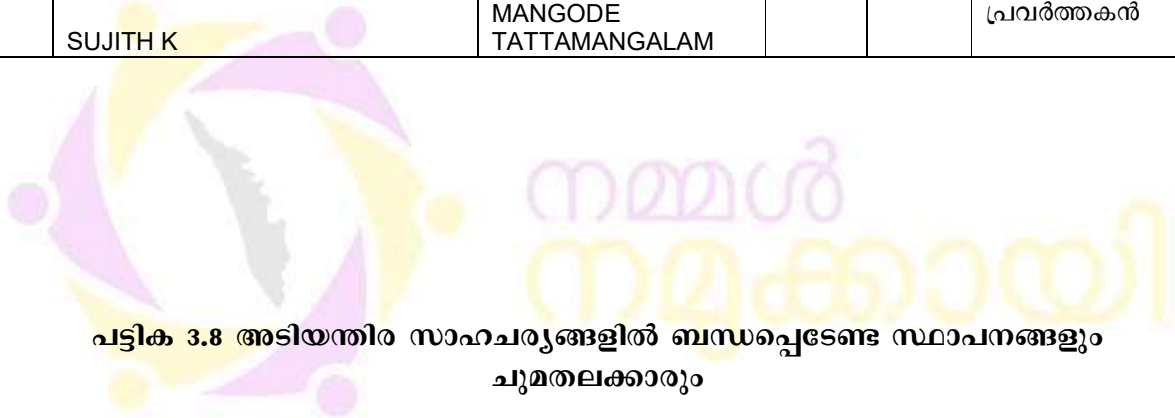 MANGODE പ്രവർത്തകൻ
SUJITH K TATTAMANGALAM
നമ്മൾ
നമുക്കായി
പട്ടിക 3.8 അടിയന്തിര സാഹചര്യങ്ങളിൽ ബന്ധപ്പെടേണ്ട സ്ഥാപനങ്ങളും
ചുമതലക്കാരും